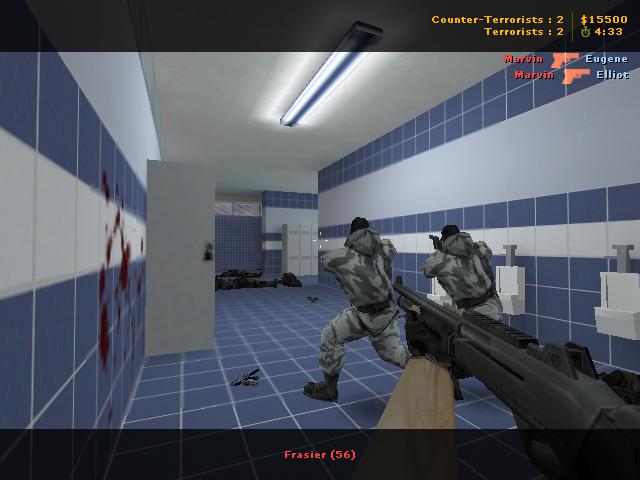 Counter-Terrorists : 2 $15500
Terrorists : 2 4:33
Marvin Eugene
Marvin Elliot
Frasier (56)